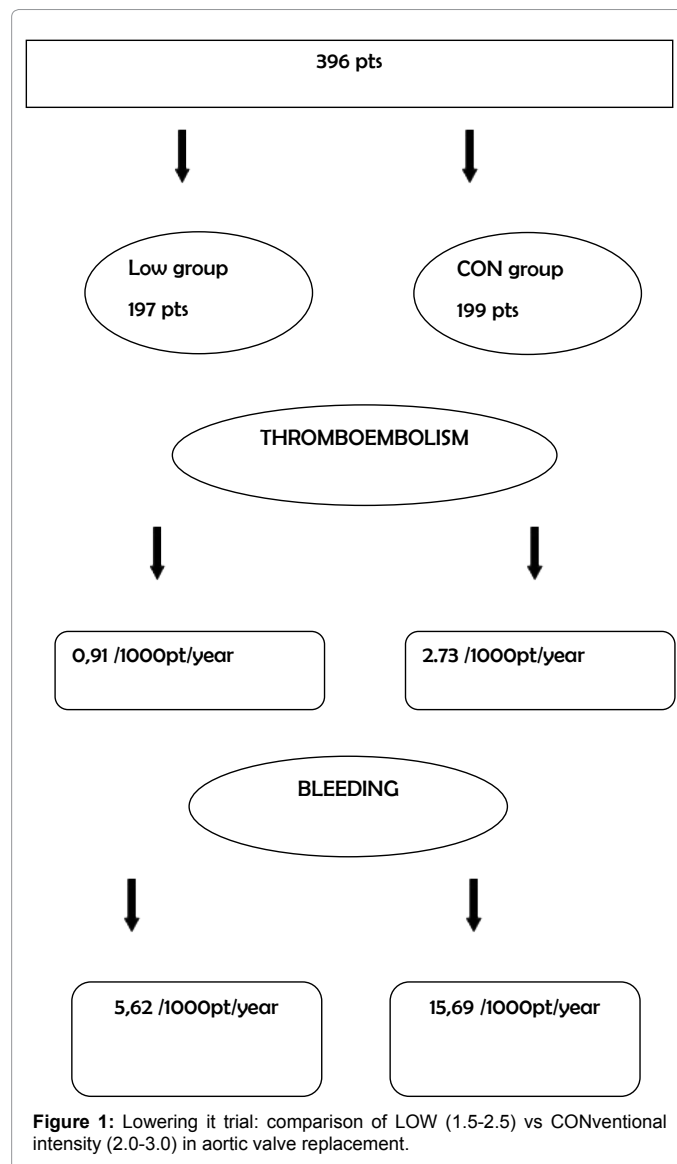 396 pts
Low group
197 pts
CON group
199 pts
THROMBOEMBOLISM
0,91 /1000pt/year
2.73 /1000pt/year
BLEEDING
5,62 /1000pt/year
15,69 /1000pt/year
Figure 1: Lowering it trial: comparison of LOW (1.5-2.5) vs CONventional
intensity (2.0-3.0) in aortic valve replacement.